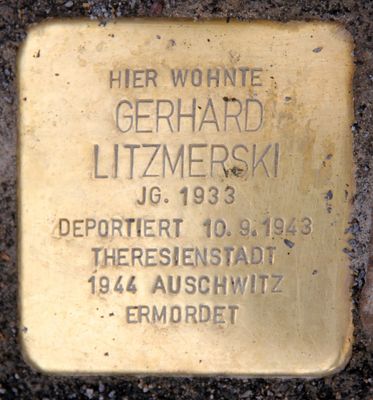 HIER WOHNTE
GERHARD
LITZMERSKI
JG. 1933
DEPORTIERT 10.9.1943
THERESIENSTADT
1944 AUSCHWITZ
ERMORDET